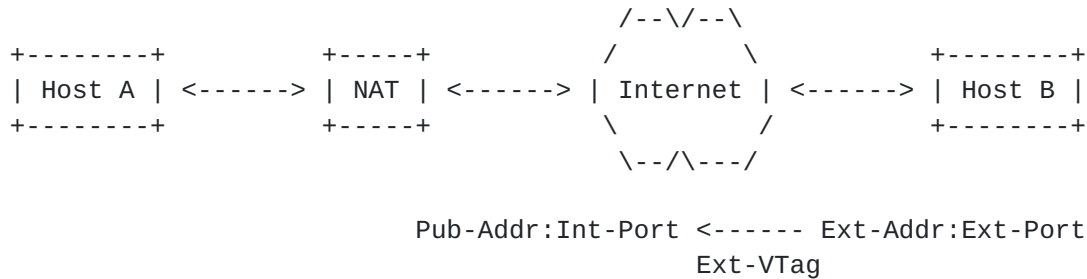 /--\/--\
+--------+ +-----+ / \ +--------+
| Host A | <------> | NAT | <------> | Internet | <------> | Host B |
+--------+ +-----+ \ / +--------+
\--/\---/
Pub-Addr:Int-Port <------ Ext-Addr:Ext-Port
Ext-VTag